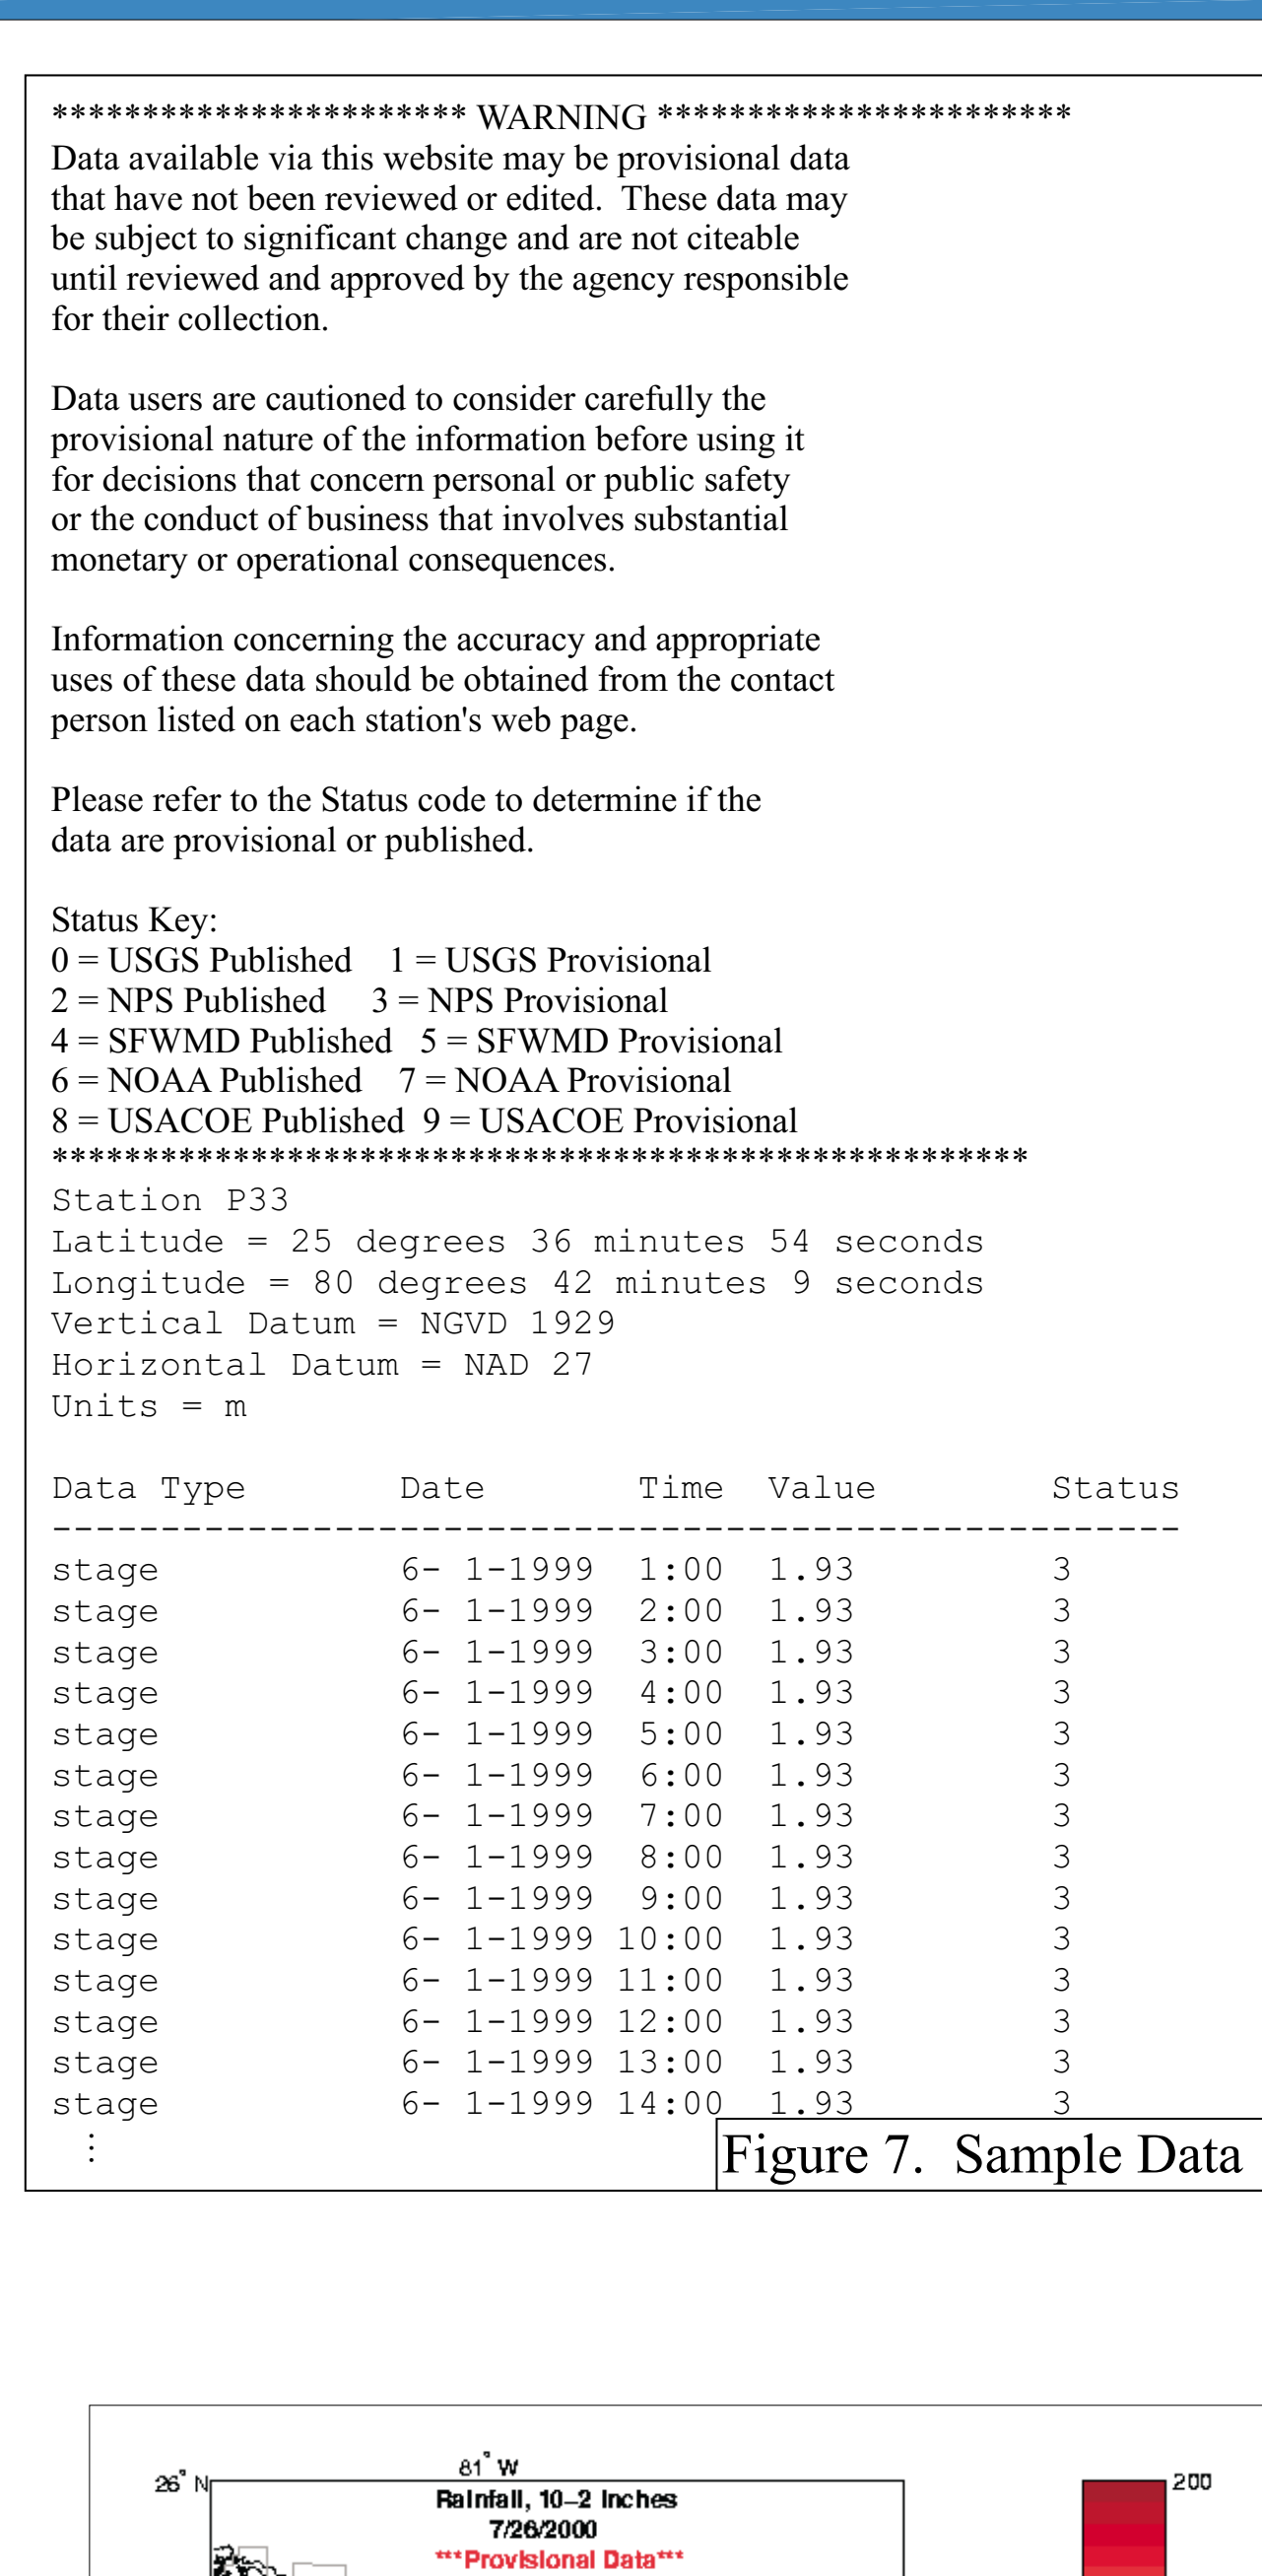 *********************** WARNING ***********************
Data available via this website may be provisional data
that have not been reviewed or edited.  These data may
be subject to significant change and are not citeable
until reviewed and approved by the agency responsible
for their collection.

Data users are cautioned to consider carefully the
provisional nature of the information before using it
for decisions that concern personal or public safety
or the conduct of business that involves substantial
monetary or operational consequences.

Information concerning the accuracy and appropriate
uses of these data should be obtained from the contact
person listed on each station's web page.

Please refer to the Status code to determine if the
data are provisional or published.

Status Key:
0 = USGS Published    1 = USGS Provisional
2 = NPS Published     3 = NPS Provisional
4 = SFWMD Published   5 = SFWMD Provisional
6 = NOAA Published    7 = NOAA Provisional
8 = USACOE Published  9 = USACOE Provisional
******************************************************
Station P33
Latitude = 25 degrees 36 minutes 54 seconds
Longitude = 80 degrees 42 minutes 9 seconds
Vertical Datum = NGVD 1929
Horizontal Datum = NAD 27
Units = m

Data Type       Date       Time  Value        Status
----------------------------------------------------
stage           6- 1-1999  1:00  1.93         3
stage           6- 1-1999  2:00  1.93         3
stage           6- 1-1999  3:00  1.93         3
stage           6- 1-1999  4:00  1.93         3
stage           6- 1-1999  5:00  1.93         3
stage           6- 1-1999  6:00  1.93         3
stage           6- 1-1999  7:00  1.93         3
stage           6- 1-1999  8:00  1.93         3
stage           6- 1-1999  9:00  1.93         3
stage           6- 1-1999 10:00  1.93         3
stage           6- 1-1999 11:00  1.93         3
stage           6- 1-1999 12:00  1.93         3
stage           6- 1-1999 13:00  1.93         3
stage           6- 1-1999 14:00  1.93         3
⋮
Figure 7.  Sample Data
81° W
26° N
200
Rainfall, 10–2 Inches
7/26/2000
***Provisional Data***